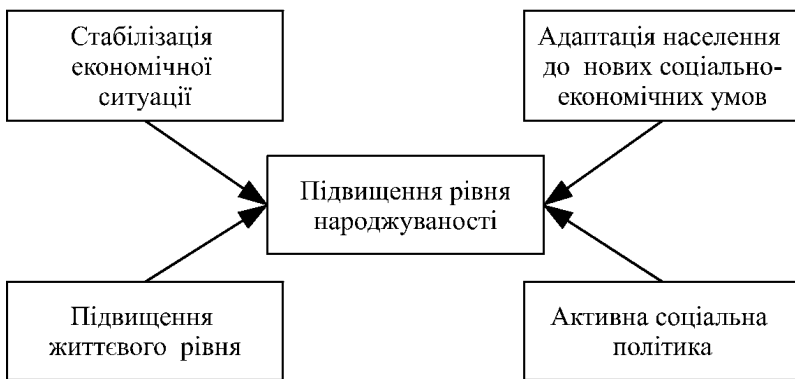 Стабілізація
економічної
ситуації
Адаптація населення
до нових соціально-
економічних умов
Підвищення рівня
народжуваності
Підвищення
життєвого рівня
Активна соціальна
політика